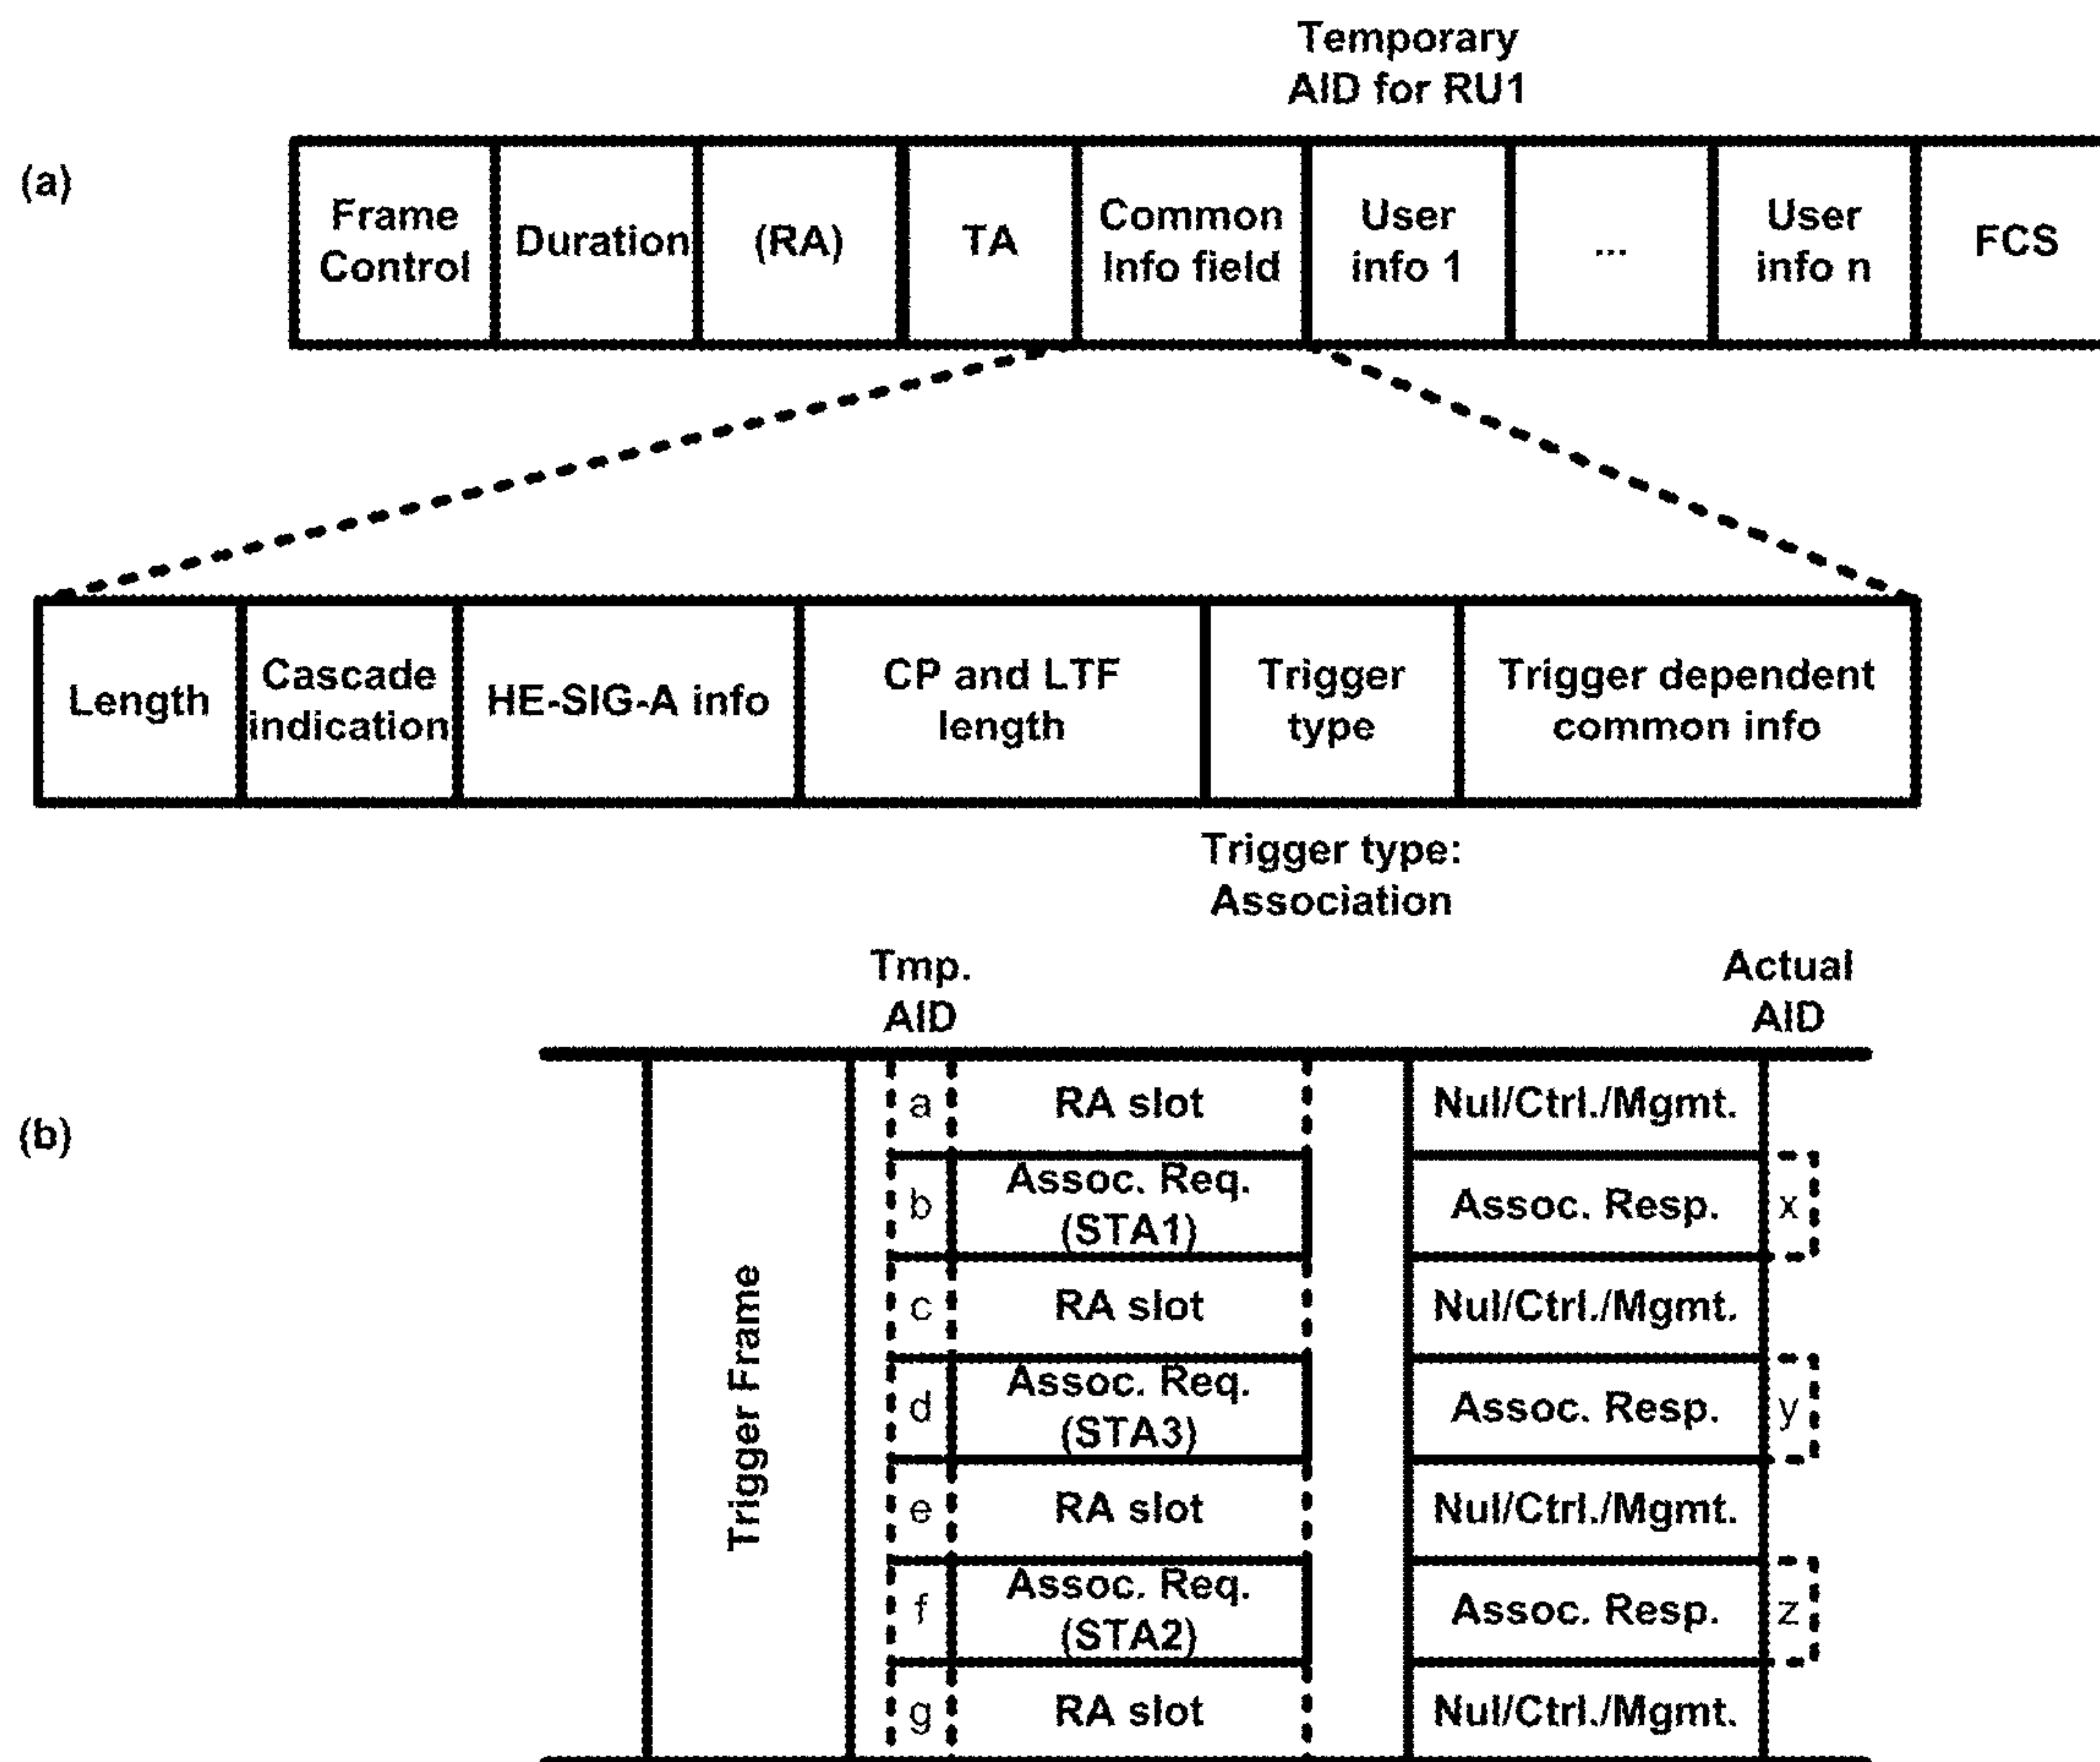 Temporary
AID for RU1
(a)
Frame
Control
Duration
(RA)
TA
Common
Info field
User
info 1
...
User
info n
FCS
Length
Cascade
indication
HE-SIG-A info
CP and LTF
length
Trigger
type
Trigger dependent
common info
Trigger type:
Association
Tmp.
AID
Actual
AID
(b)
Trigger Frame
a
RA slot
Nul/Ctrl./Mgmt.
b
Assoc. Req.
(STA1)
Assoc. Resp.
x
c
RA slot
Nul/Ctrl./Mgmt.
d
Assoc. Req.
(STA3)
Assoc. Resp.
y
e
RA slot
Nul/Ctrl./Mgmt.
f
Assoc. Req.
(STA2)
Assoc. Resp.
z
g
RA slot
Nul/Ctrl./Mgmt.